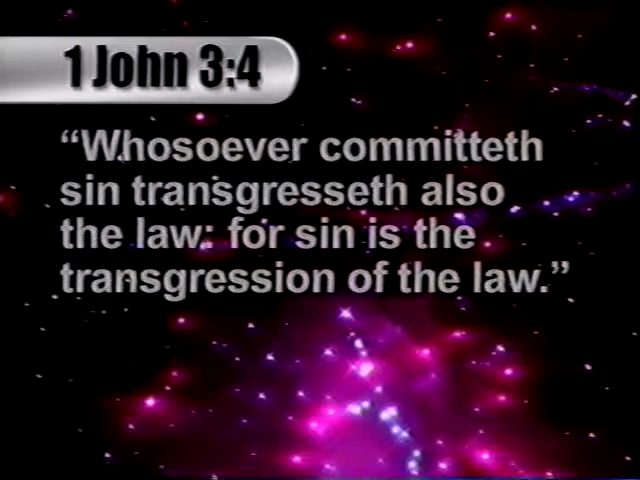 1 John 3:4
“Whosoever committeth
sin transgresseth also
the law: for sin is the
transgression of the law.”